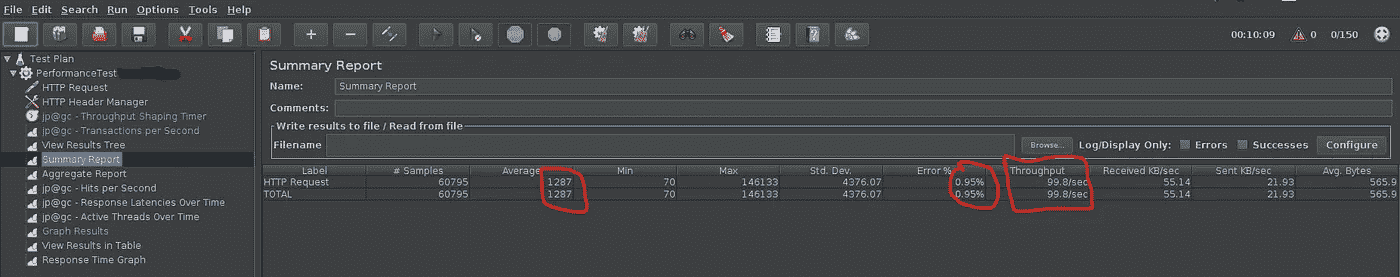 File Edit Search Run Options Tools Help
00:10:09 0 0/150
Test Plan
PerformanceTest
HTTP Request
HTTP Header Manager
jp@gc - Throughput Shaping Timer
jp@gc - Transactions per Second
View Results Tree
Summary Report
Aggregate Report
jp@gc - Hits per Second
jp@gc - Response Latencies Over Time
jp@gc - Active Threads Over Time
Graph Results
View Results in Table
Response Time Graph
Summary Report
Name: Summary Report
Comments:
Write results to file / Read from file
Filename Browse... Log/Display Only: Errors Successes Configure
Label # Samples Average Min Max Std. Dev. Error % Throughput Received KB/sec Sent KB/sec Avg. Bytes
HTTP Request 60795 1287 70 146133 4376.07 0.95% 99.8/sec 55.14 21.93 565.9
TOTAL 60795 1287 70 146133 4376.07 0.95% 99.8/sec 55.14 21.93 565.9